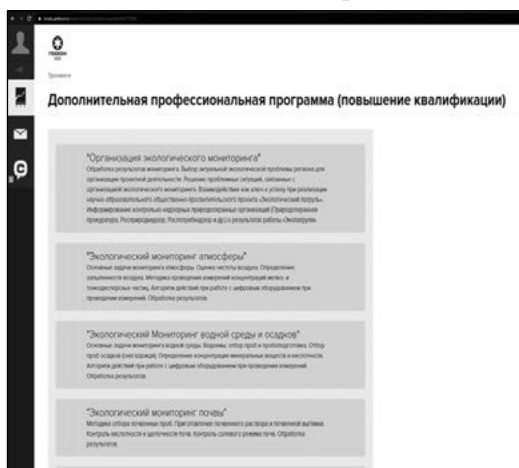 Тренинги
Дополнительная профессиональная программа (повышение квалификации)
"Организация экологического мониторинга"
Обработка результатов мониторинга. Выбор актуальной экологической проблемы региона для
организации проектной деятельности. Решение проблемных ситуаций, связанных с
организацией экологического мониторинга. Взаимодействие как ключ к успеху при реализации
научно-образовательного общественно-просветительского проекта «Экологический патруль».
Информирование контрольно-надзорных природоохранных организаций (Природоохранная
прокуратура, Росприроднадзор, Роспотребнадзор и др.) о результатах работы «Экопатруля».
"Экологический мониторинг атмосферы"
Основные задачи мониторинга атмосферы. Оценка чистоты воздуха. Определение
запыленности воздуха. Методика проведения измерений концентраций мелко- и
тонкодисперсных частиц. Алгоритм действий при работе с цифровым оборудованием при
проведении измерений. Обработка результатов.
"Экологический Мониторинг водной среды и осадков"
Основные задачи мониторинга водной среды. Водоемы, отбор проб и пробоподготовка. Отбор
проб осадков (снег/дождь). Определение концентрации минеральных веществ и кислотности.
Алгоритм действий при работе с цифровым оборудованием при проведении измерений.
Обработка результатов.
"Экологический мониторинг почвы"
Методика отбора почвенных проб. Приготовление почвенного раствора и почвенной вытяжки.
Контроль кислотности и щелочности почв. Контроль солевого режима почв. Обработка
результатов.